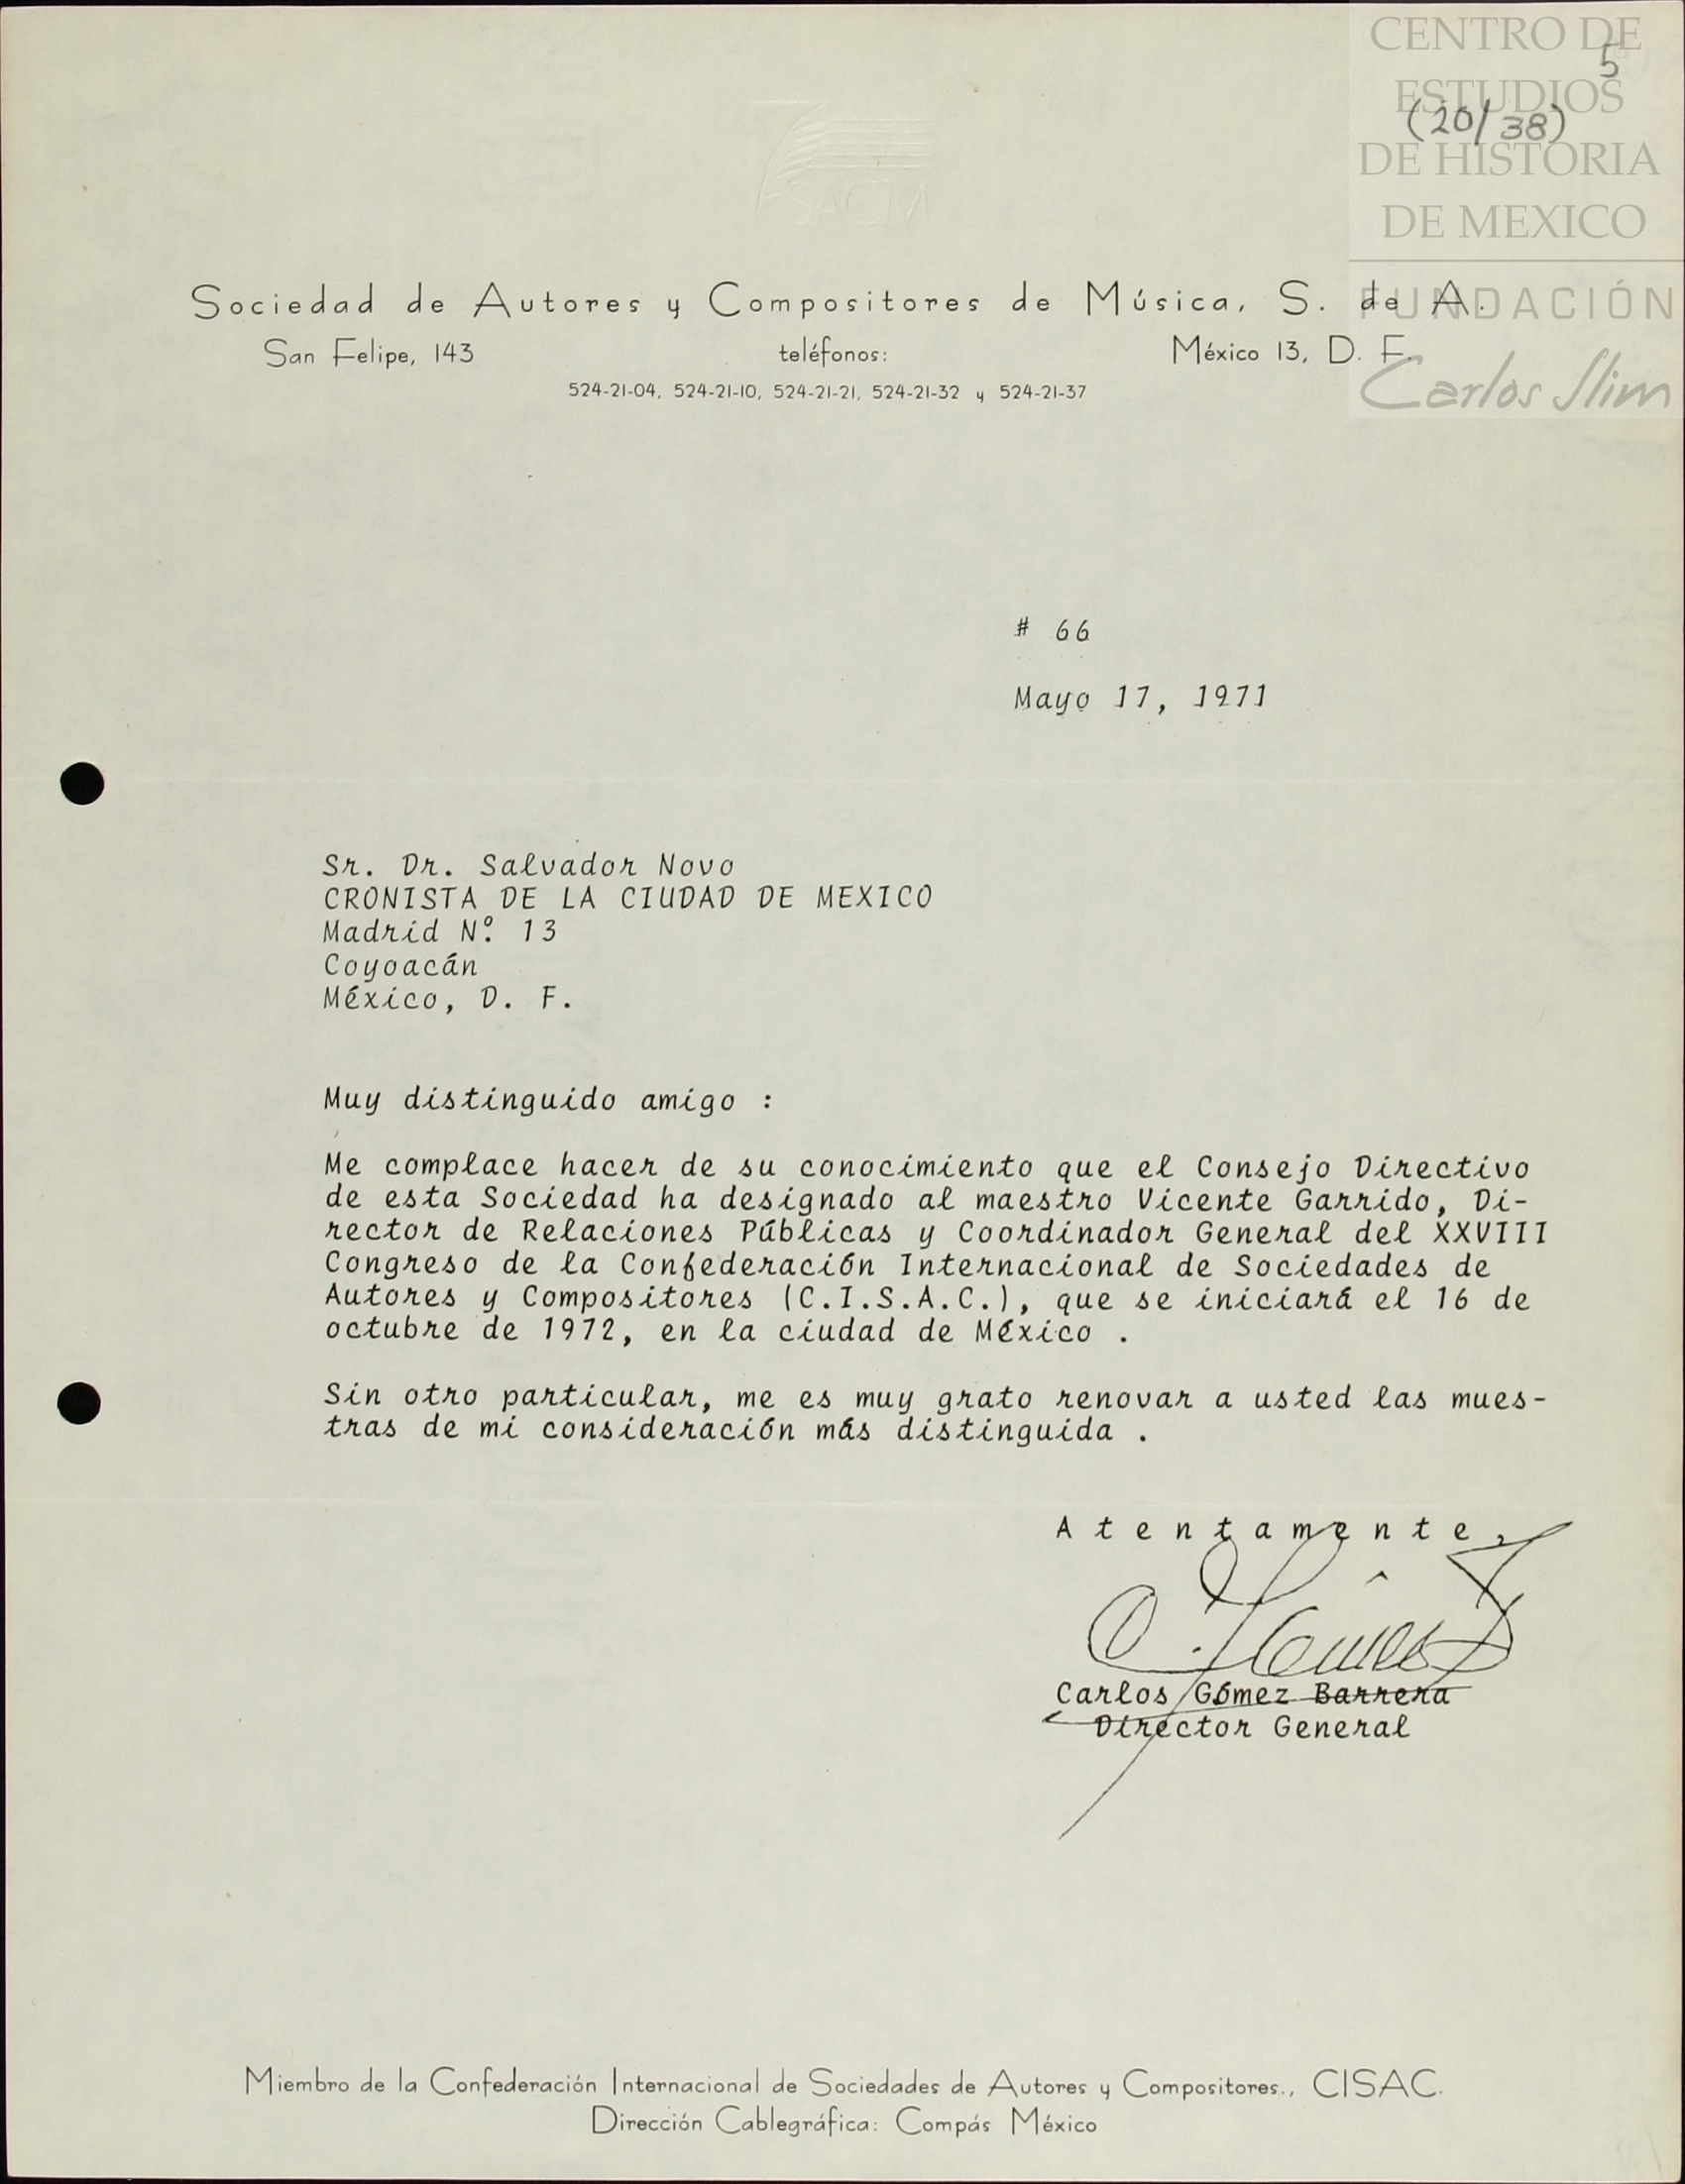 CENTRO DE
5
ESTUDIOS
(20/38)
DE HISTORIA
DE MEXICO
FUNDACIÓN
Carlos Slim
SACM
Sociedad de Autores y Compositores de Música, S. de A.
San Felipe, 143 teléfonos: México 13, D. F.
524-21-04, 524-21-10, 524-21-21, 524-21-32 y 524-21-37
# 66
Mayo 17, 1971
Sr. Dr. Salvador Novo
CRONISTA DE LA CIUDAD DE MEXICO
Madrid Nº. 13
Coyoacán
México, D. F.
Muy distinguido amigo :
Me complace hacer de su conocimiento que el Consejo Directivo
de esta Sociedad ha designado al maestro Vicente Garrido, Di-
rector de Relaciones Públicas y Coordinador General del XXVIII
Congreso de la Confederación Internacional de Sociedades de
Autores y Compositores (C.I.S.A.C.), que se iniciará el 16 de
octubre de 1972, en la ciudad de México .
Sin otro particular, me es muy grato renovar a usted las mues-
tras de mi consideración más distinguida .
A t e n t a m e n t e ,
Carlos Gómez Barrera
Director General
Miembro de la Confederación Internacional de Sociedades de Autores y Compositores., CISAC.
Dirección Cablegráfica: Compás México